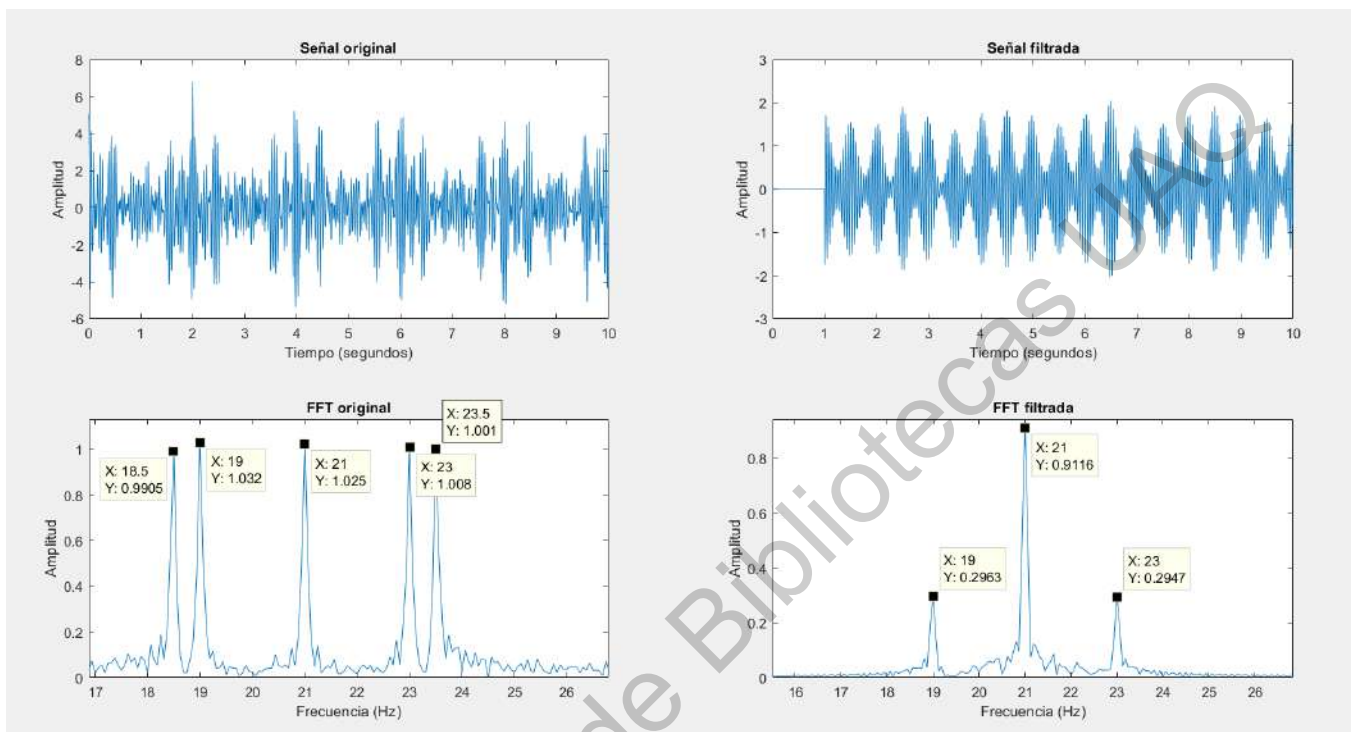 Señal original
8
6
4
2
0
-2
-4
-6
Amplitud
0 1 2 3 4 5 6 7 8 9 10
Tiempo (segundos)
Señal filtrada
3
2
1
0
-1
-2
-3
Amplitud
0 1 2 3 4 5 6 7 8 9 10
Tiempo (segundos)
FFT original
1
0.8
0.6
0.4
0.2
0
Amplitud
X: 18.5
Y: 0.9905
X: 19
Y: 1.032
X: 21
Y: 1.025
X: 23
Y: 1.008
X: 23.5
Y: 1.001
17 18 19 20 21 22 23 24 25 26
Frecuencia (Hz)
FFT filtrada
0.8
0.6
0.4
0.2
0
Amplitud
X: 19
Y: 0.2963
X: 21
Y: 0.9116
X: 23
Y: 0.2947
16 17 18 19 20 21 22 23 24 25 26
Frecuencia (Hz)
de Bibliotecas UAQ